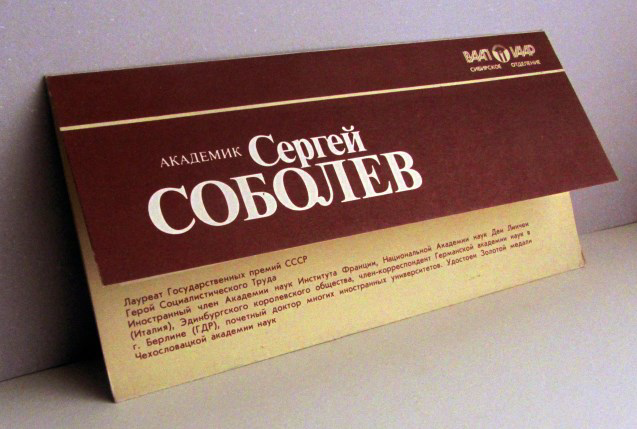 ВААП VAAP
СИБИРСКОЕ ОТДЕЛЕНИЕ
АКАДЕМИК Сергей
СОБОЛЕВ
Лауреат Государственных премий СССР
Герой Социалистического Труда
Иностранный член Академии наук Института Франции, Национальной Академии наук Деи Линчеи
(Италия), Эдинбургского королевского общества, член-корреспондент Германской академии наук в
г. Берлине (ГДР), почетный доктор многих иностранных университетов. Удостоен Золотой медали
Чехословацкой академии наук